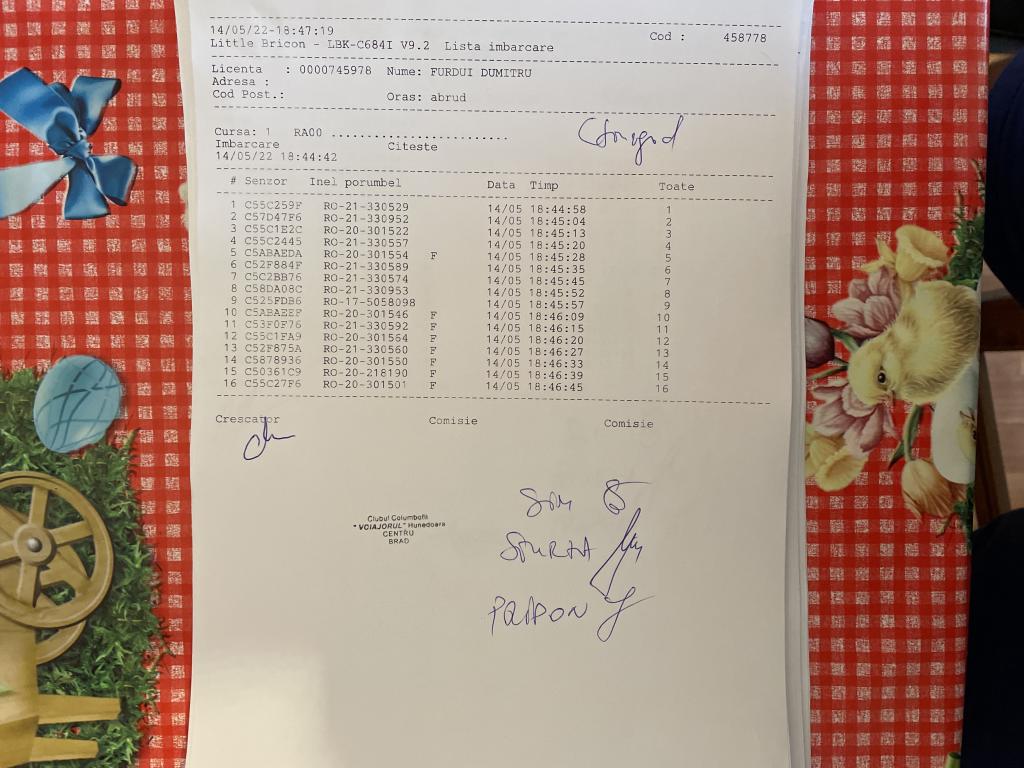 14/05/22-18:47:19
Cod : 458778
Little Bricon - LBK-C684I V9.2 Lista imbarcare
Licenta : 0000745978 Nume: FURDUI DUMITRU
Adresa :
Cod Post.: Oras: abrud
Cursa: 1 RA00 .........................
Imbarcare Citeste
14/05/22 18:44:42
# Senzor Inel porumbel Data Timp Toate
1 C55C259F RO-21-330529 14/05 18:44:58 1
2 C57D47F6 RO-21-330952 14/05 18:45:04 2
3 C55C1E2C RO-20-301522 14/05 18:45:13 3
4 C55C2445 RO-21-330557 14/05 18:45:20 4
5 C5ABAEDA RO-20-301554 F 14/05 18:45:28 5
6 C52F884F RO-21-330589 14/05 18:45:35 6
7 C5C2BB76 RO-21-330574 14/05 18:45:45 7
8 C58DA08C RO-21-330953 14/05 18:45:52 8
9 C525FDB6 RO-17-5058098 14/05 18:45:57 9
10 C5ABAEEF RO-20-301546 F 14/05 18:46:09 10
11 C53F0F76 RO-21-330592 F 14/05 18:46:15 11
12 C55C1FA9 RO-20-301564 F 14/05 18:46:20 12
13 C52F875A RO-21-330560 F 14/05 18:46:27 13
14 C5878936 RO-20-301550 F 14/05 18:46:33 14
15 C50361C9 RO-20-218190 F 14/05 18:46:39 15
16 C55C27F6 RO-20-301501 F 14/05 18:46:45 16
Crescator Comisie Comisie
Clubul Columbofil
"VOIAJORUL" Hunedoara
CENTRU
BRAD